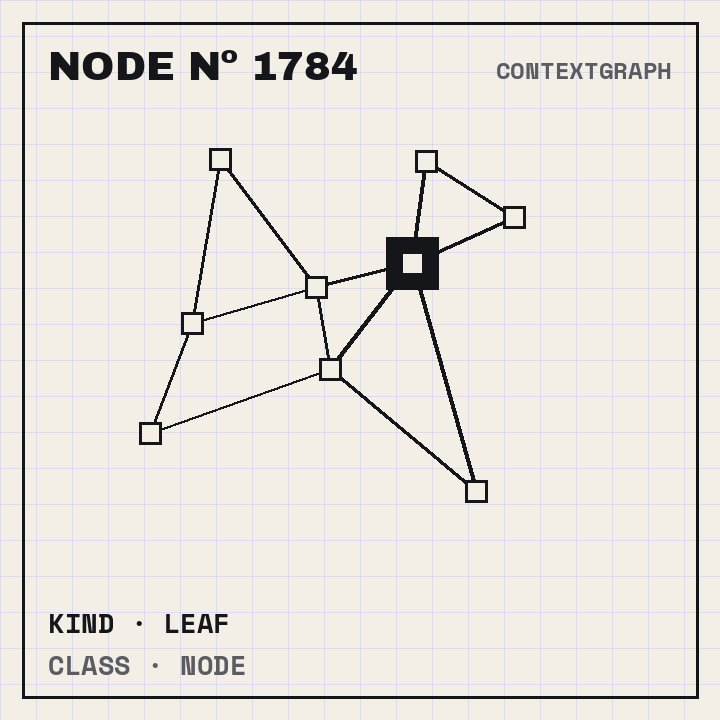 NODE Nº 1784
CONTEXTGRAPH
KIND · LEAF
CLASS · NODE